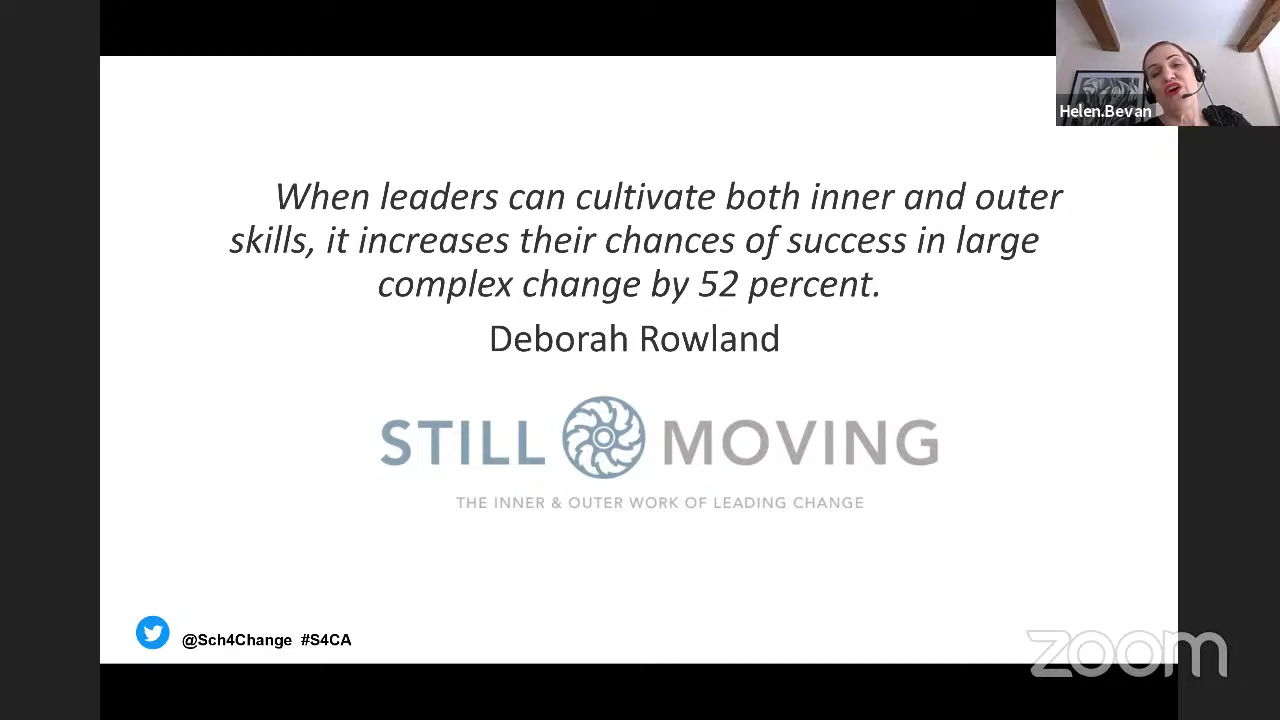 Helen.Bevan
When leaders can cultivate both inner and outer
skills, it increases their chances of success in large
complex change by 52 percent.
Deborah Rowland
STILL MOVING
THE INNER & OUTER WORK OF LEADING CHANGE
@Sch4Change #S4CA
zoom